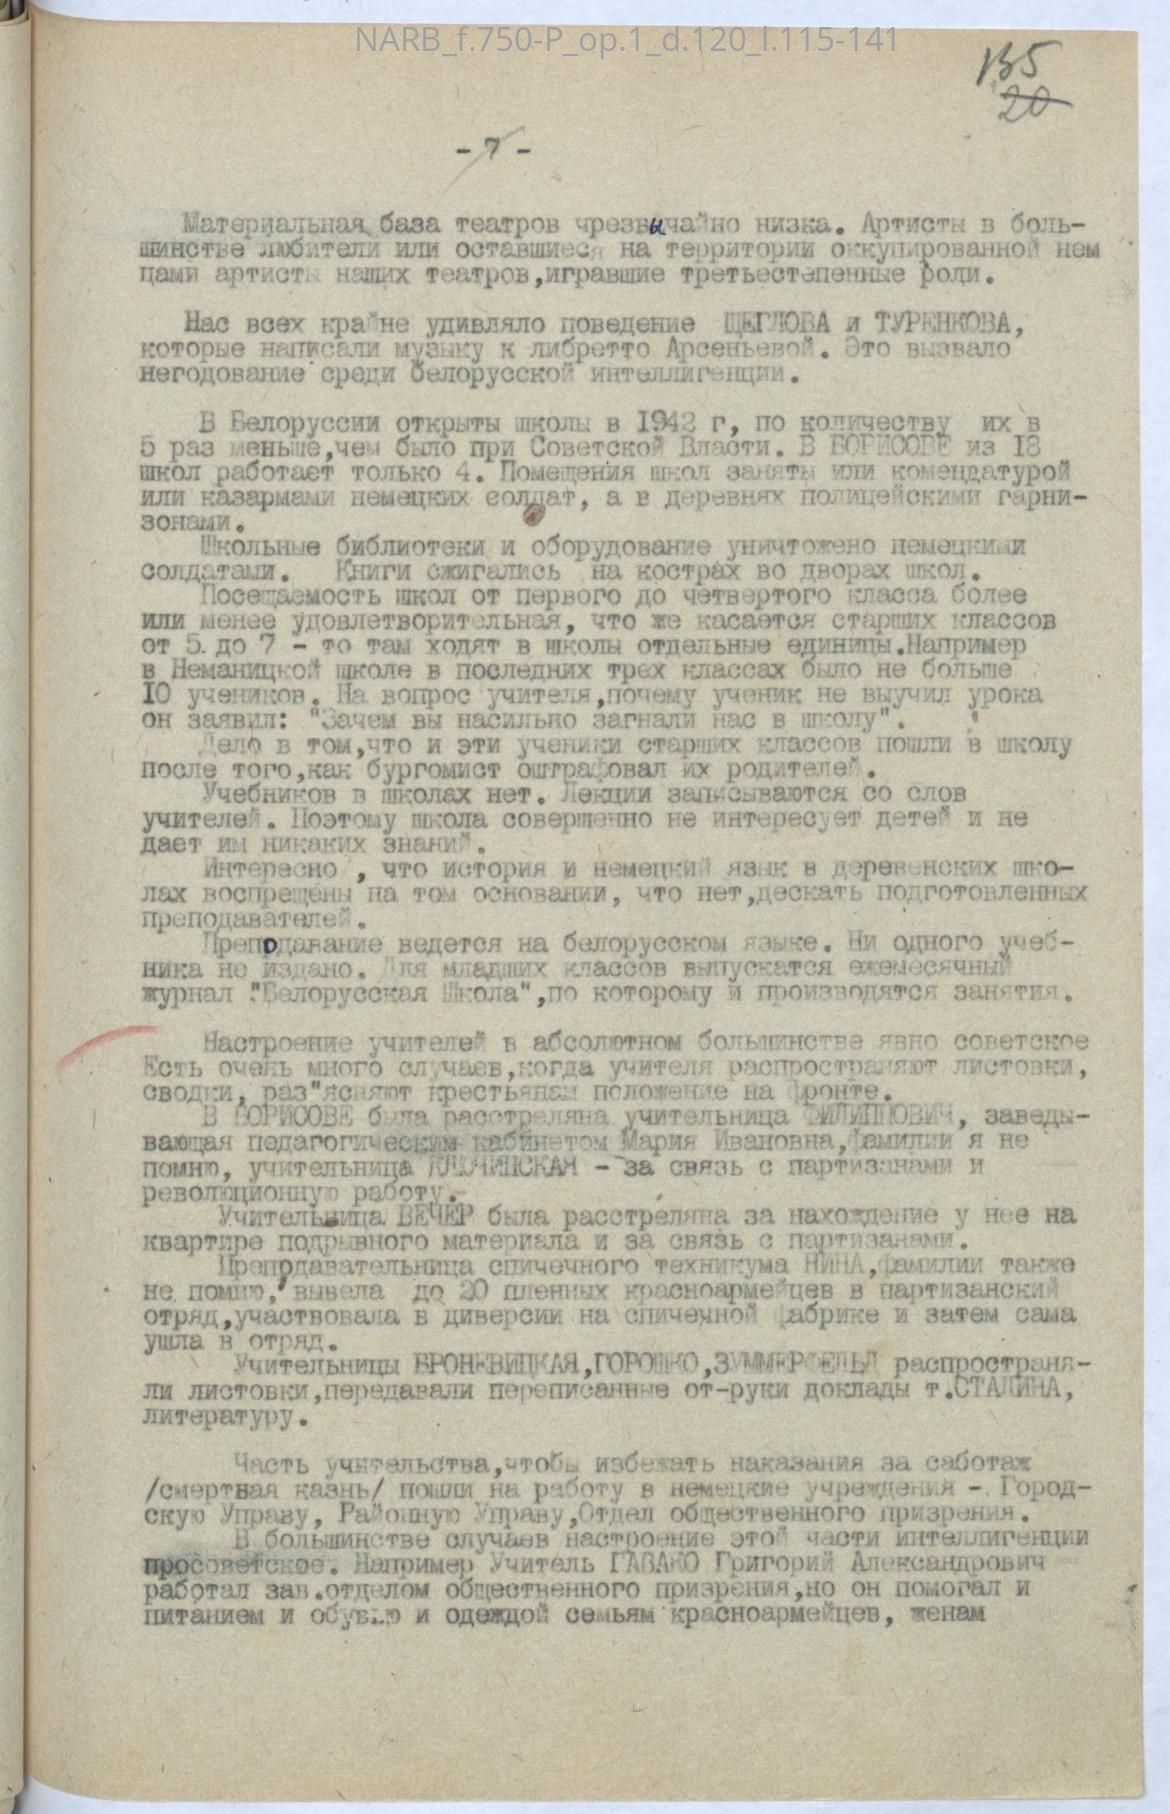 NARB_f.750-P_op.1_d.120_l.115-141
135
20
- 7 -
Материальная база театров чрезвычайно низка. Артисты в боль-
шинстве любители или оставшиеся на территории оккупированной нем
цами артисты наших театров,игравшие третьестепенные роли.
Нас всех крайне удивляло поведение ЩЕГЛОВА и ТУРЕНКОВА,
которые написали музыку к либретто Арсеньевой. Это вызвало
негодование среди белорусской интеллигенции.
В Белоруссии открыты школы в 1942 г, по количеству их в
5 раз меньше,чем было при Советской Власти. В БОРИСОВЕ из 18
школ работает только 4. Помещения школ заняты или комендатурой
или казармами немецких солдат, а в деревнях полицейскими гарни-
зонами.
Школьные библиотеки и оборудование уничтожено немецкими
солдатами. Книги сжигались на кострах во дворах школ.
Посещаемость школ от первого до четвертого класса более
или менее удовлетворительная, что же касается старших классов
от 5 до 7 - то там ходят в школы отдельные единицы.Например
в Неманицкой школе в последних трех классах было не больше
10 учеников. На вопрос учителя,почему ученик не выучил урока
он заявил: "Зачем вы насильно загнали нас в школу".
Дело в том,что и эти ученики старших классов пошли в школу
после того,как бургомист оштрафовал их родителей.
Учебников в школах нет. Лекции записываются со слов
учителей. Поэтому школа совершенно не интересует детей и не
дает им никаких знаний.
Интересно , что история и немецкий язык в деревенских шко-
лах воспрещены на том основании, что нет,дескать подготовленных
преподавателей.
Преподавание ведется на белорусском языке. Ни одного учеб-
ника не издано. Для младших классов выпускатся ежемесячный
журнал "Белорусская Школа",по которому и производятся занятия.
Настроение учителей в абсолютном большинстве явно советское
Есть очень много случаев,когда учителя распространяют листовки,
сводки, раз"ясняют крестьянам положение на фронте.
В БОРИСОВЕ была расстреляна учительница ФИЛИППОВИЧ, заведы-
вающая педагогическим кабинетом Мария Ивановна,фамилии я не
помню, учительница КЛЮЧИНСКАЯ - за связь с партизанами и
революционную работу.
Учительница ВЕЧЕР была расстреляна за нахождение у нее на
квартире подрывного материала и за связь с партизанами.
Преподавательница спичечного техникума НИНА,фамилии также
не помню, вывела до 20 пленных красноармейцев в партизанский
отряд,участвовала в диверсии на спичечной фабрике и затем сама
ушла в отряд.
Учительницы БРОНЕВИЦКАЯ,ГОРОШКО,ЗУММЕРФЕЛЬД распространя-
ли листовки,передавали переписанные от-руки доклады т.СТАЛИНА,
литературу.
Часть учительства,чтобы избежать наказания за саботаж
/смертная казнь/ пошли на работу в немецкие учреждения - Город-
скую Управу, Районную Управу,Отдел общественного призрения.
В большинстве случаев настроение этой части интеллигенции
просоветское. Например Учитель ГАВАКО Григорий Александрович
работал зав.отделом общественного призрения,но он помогал и
питанием и обувью и одеждой семьям красноармейцев, женам